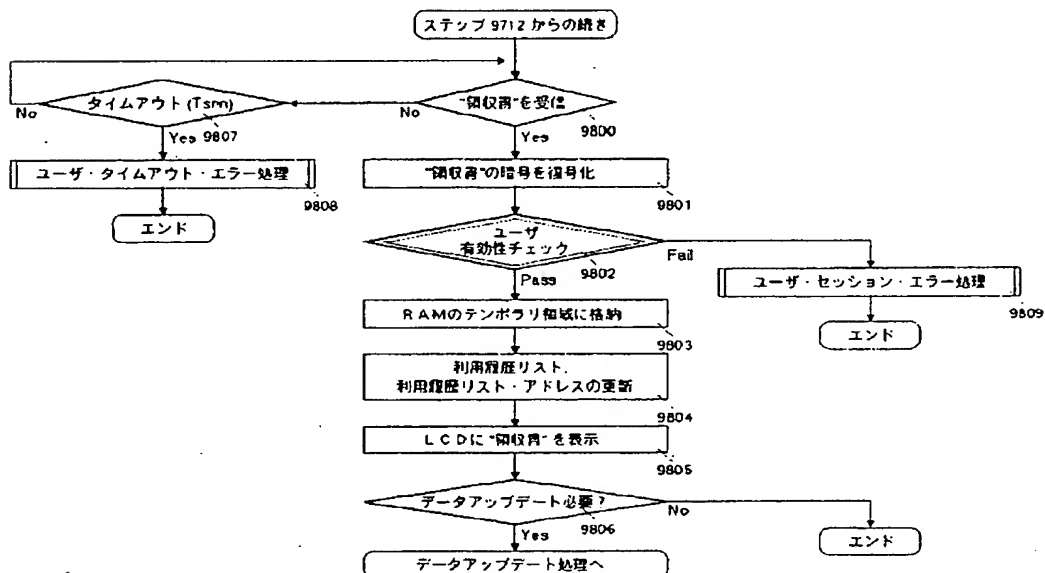 ステップ 9712 からの続き
タイムアウト (Tsrn)
No
Yes 9807
"領収書"を受信
No
9800
Yes
ユーザ・タイムアウト・エラー処理
9808
エンド
"領収書"の暗号を復号化
9801
ユーザ
有効性チェック
9802
Fail
Pass
ユーザ・セッション・エラー処理
9809
エンド
RAMのテンポラリ領域に格納
9803
利用履歴リスト,
利用履歴リスト・アドレスの更新
9804
LCDに"領収書"を表示
9805
データアップデート必要?
9806
No
Yes
エンド
データアップデート処理へ